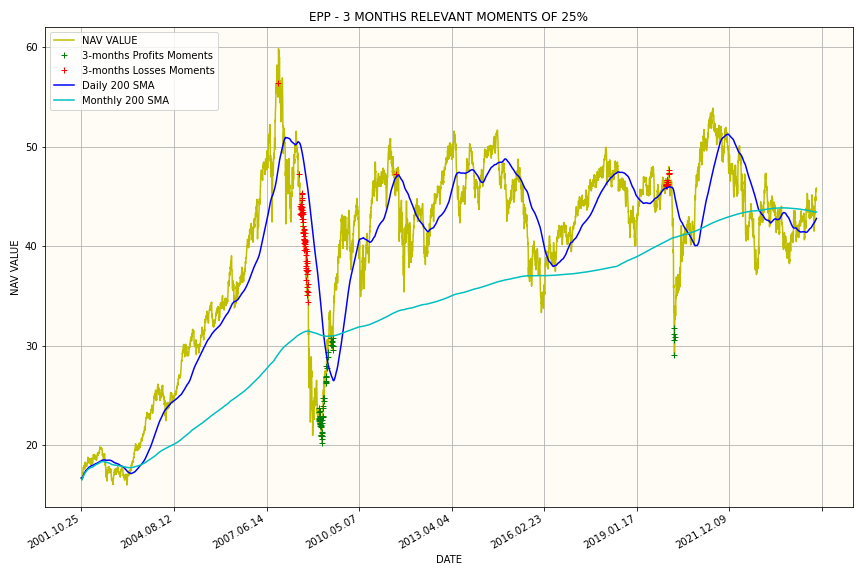 EPP - 3 MONTHS RELEVANT MOMENTS OF 25%
NAV VALUE
3-months Profits Moments
3-months Losses Moments
Daily 200 SMA
Monthly 200 SMA
60
50
40
30
20
NAV VALUE
2001.10.25
2004.08.12
2007.06.14
2010.05.07
2013.04.04
2016.02.23
2019.01.17
2021.12.09
DATE